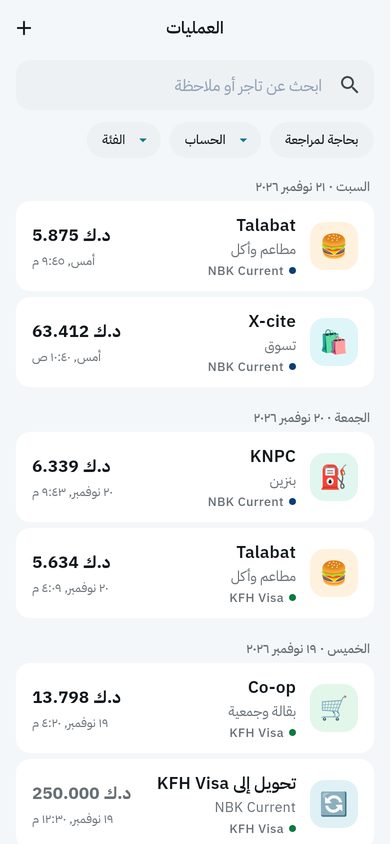 العمليات
ابحث عن تاجر أو ملاحظة
بحاجة لمراجعة
الحساب
الفئة
السبت · ٢١ نوفمبر ٢٠٢٦
Talabat
د.ك 5.875
مطاعم وأكل
أمس, ٩:٤٥ م
NBK Current
X-cite
د.ك 63.412
تسوق
أمس, ١٠:٤٠ ص
NBK Current
الجمعة · ٢٠ نوفمبر ٢٠٢٦
KNPC
د.ك 6.339
بنزين
٢٠ نوفمبر, ٩:٤٣ م
NBK Current
Talabat
د.ك 5.634
مطاعم وأكل
٢٠ نوفمبر, ٤:٠٩ م
KFH Visa
الخميس · ١٩ نوفمبر ٢٠٢٦
Co-op
د.ك 13.798
بقالة وجمعية
١٩ نوفمبر, ٤:٢٠ م
KFH Visa
تحويل إلى KFH Visa
د.ك 250.000
NBK Current
١٩ نوفمبر, ١٢:٣٠ م
KFH Visa